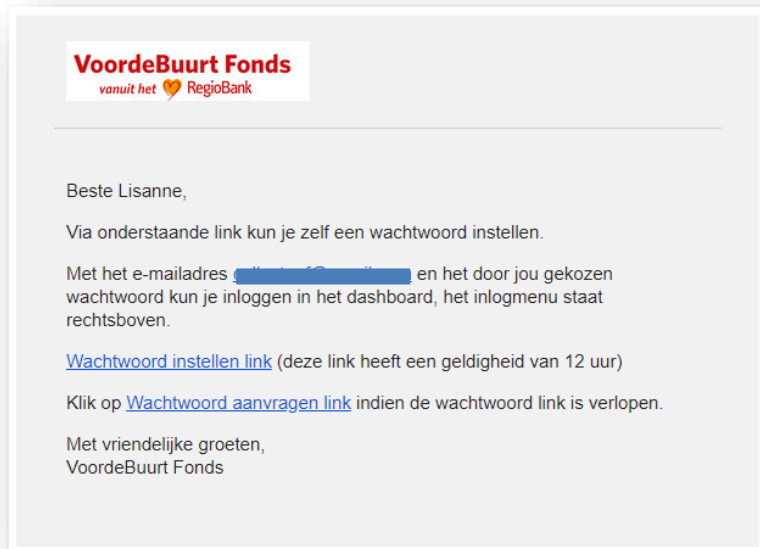 VoordeBuurt Fonds
vanuit het RegioBank
Beste Lisanne,
Via onderstaande link kun je zelf een wachtwoord instellen.
Met het e-mailadres en het door jou gekozen
wachtwoord kun je inloggen in het dashboard, het inlogmenu staat
rechtsboven.
Wachtwoord instellen link (deze link heeft een geldigheid van 12 uur)
Klik op Wachtwoord aanvragen link indien de wachtwoord link is verlopen.
Met vriendelijke groeten,
VoordeBuurt Fonds